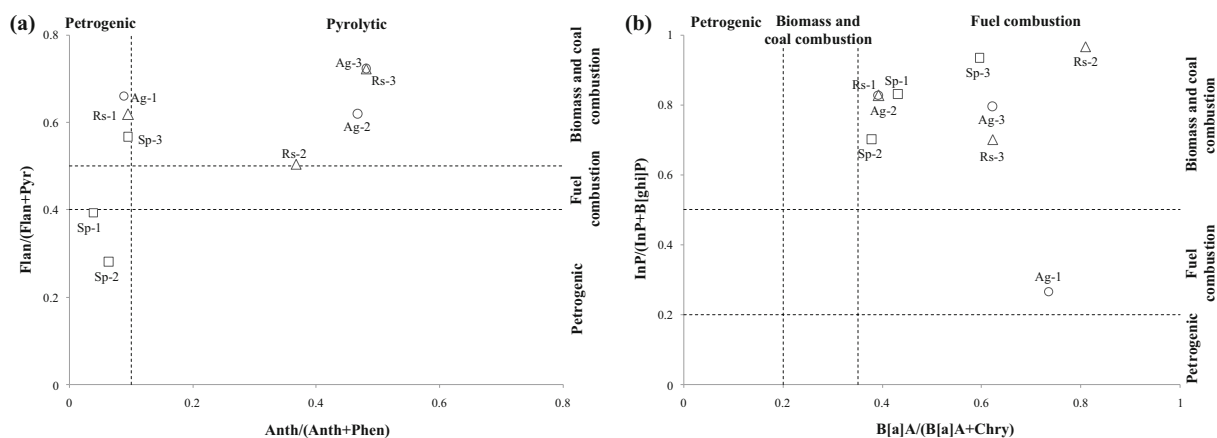 (a)
Petrogenic
Pyrolytic
0.8
0.6
0.4
0.2
0
Flan/(Flan+Pyr)
0
0.2
0.4
0.6
0.8
Anth/(Anth+Phen)
Ag-3
Rs-3
Ag-1
Rs-1
Ag-2
Sp-3
Rs-2
Sp-1
Sp-2
Biomass and coal
combustion
Fuel
combustion
Petrogenic
(b)
Petrogenic
Biomass and
coal combustion
Fuel combustion
1
0.8
0.6
0.4
0.2
0
InP/(InP+B[ghi]P)
0
0.2
0.4
0.6
0.8
1
B[a]A/(B[a]A+Chry)
Rs-2
Sp-3
Rs-1
Sp-1
Ag-2
Ag-3
Sp-2
Rs-3
Ag-1
Biomass and coal
combustion
Fuel
combustion
Petrogenic